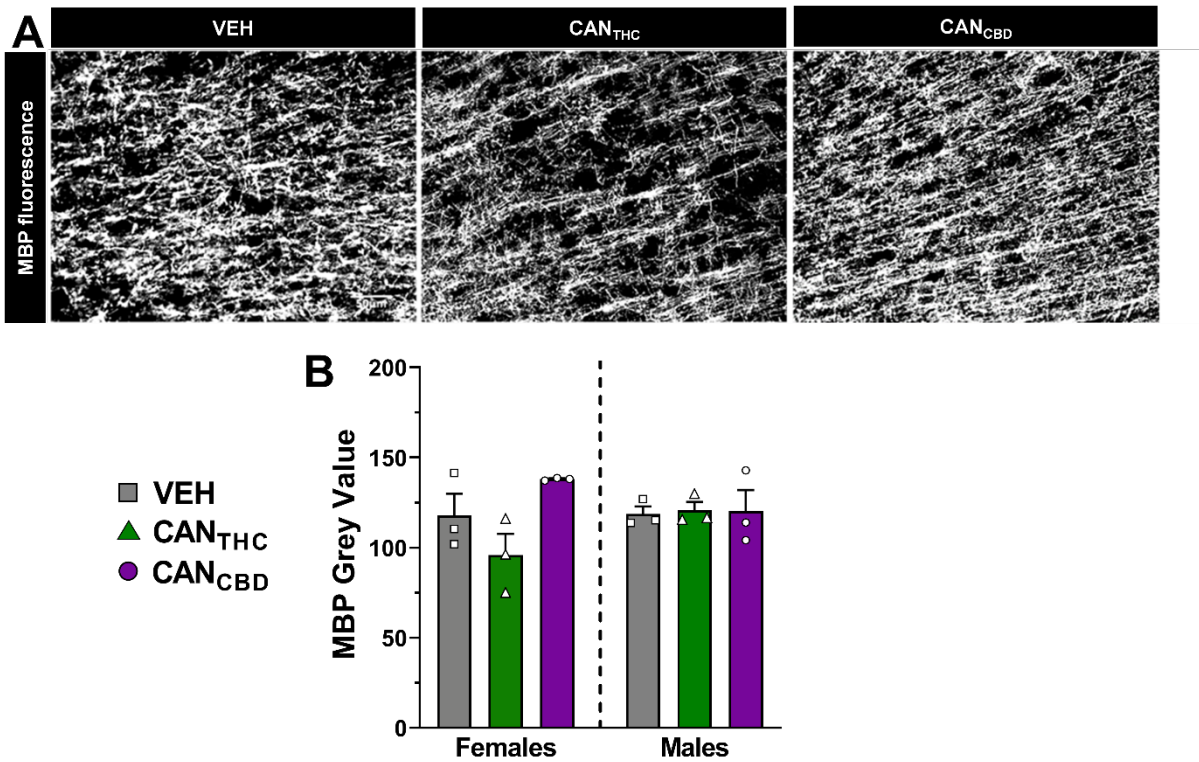 A
VEH
CANTHC
CANCBD
MBP fluorescence
B
MBP Grey Value
200
150
100
50
0
Females
Males
VEH
CANTHC
CANCBD